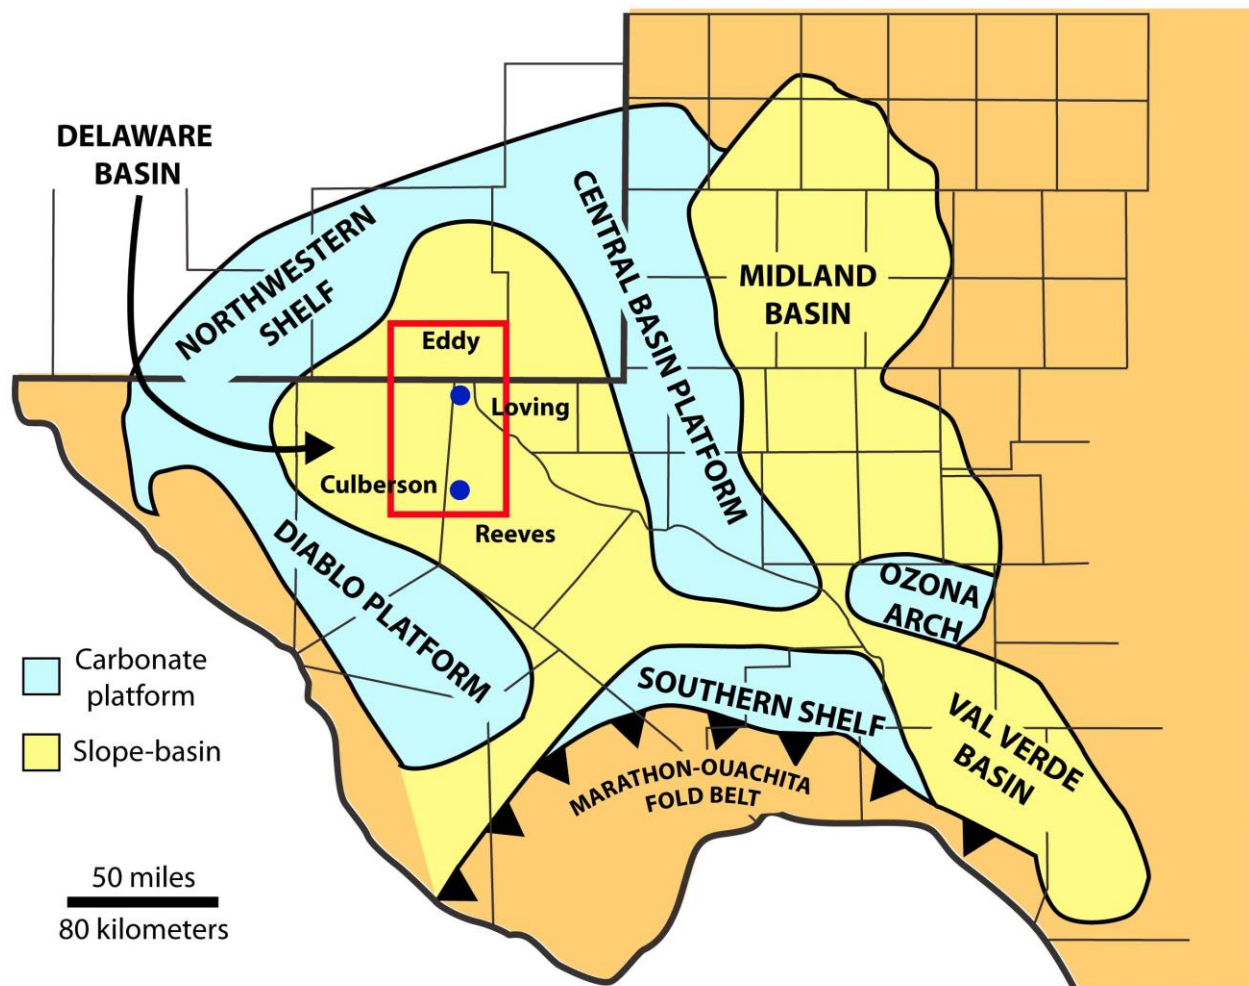 DELAWARE
BASIN
NORTHWESTERN
SHELF
CENTRAL BASIN PLATFORM
MIDLAND
BASIN
Eddy
Loving
Culberson
Reeves
DIABLO PLATFORM
OZONA
ARCH
SOUTHERN SHELF
VAL VERDE
BASIN
MARATHON-OUACHITA
FOLD BELT
Carbonate
platform
Slope-basin
50 miles
80 kilometers